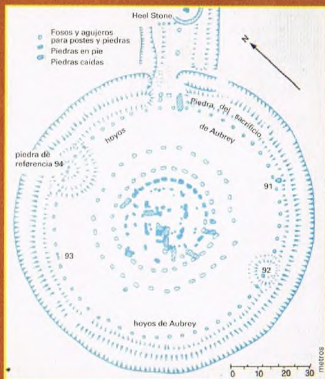 Heel Stone
N
Fosos y agujeros
para postes y piedras
Piedras en pie
Piedras caídas
Piedra del sacrificio
hoyos
de Aubrey
piedra de
referencia 94
91
93
92
hoyos de Aubrey
0 10 20 30
metros